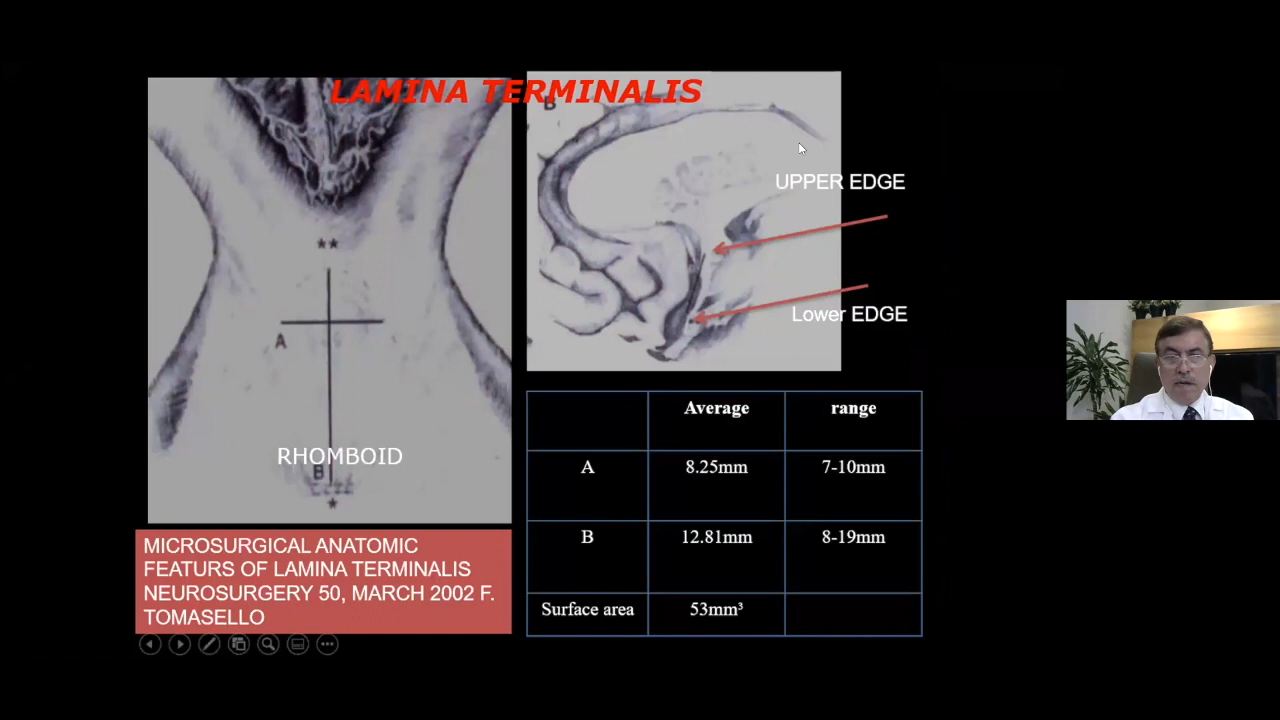 LAMINA TERMINALIS
B
UPPER EDGE
Lower EDGE
**
A
RHOMBOID
B
*
Average range
A 8.25mm 7-10mm
B 12.81mm 8-19mm
Surface area 53mm³
MICROSURGICAL ANATOMIC
FEATURS OF LAMINA TERMINALIS
NEUROSURGERY 50, MARCH 2002 F.
TOMASELLO